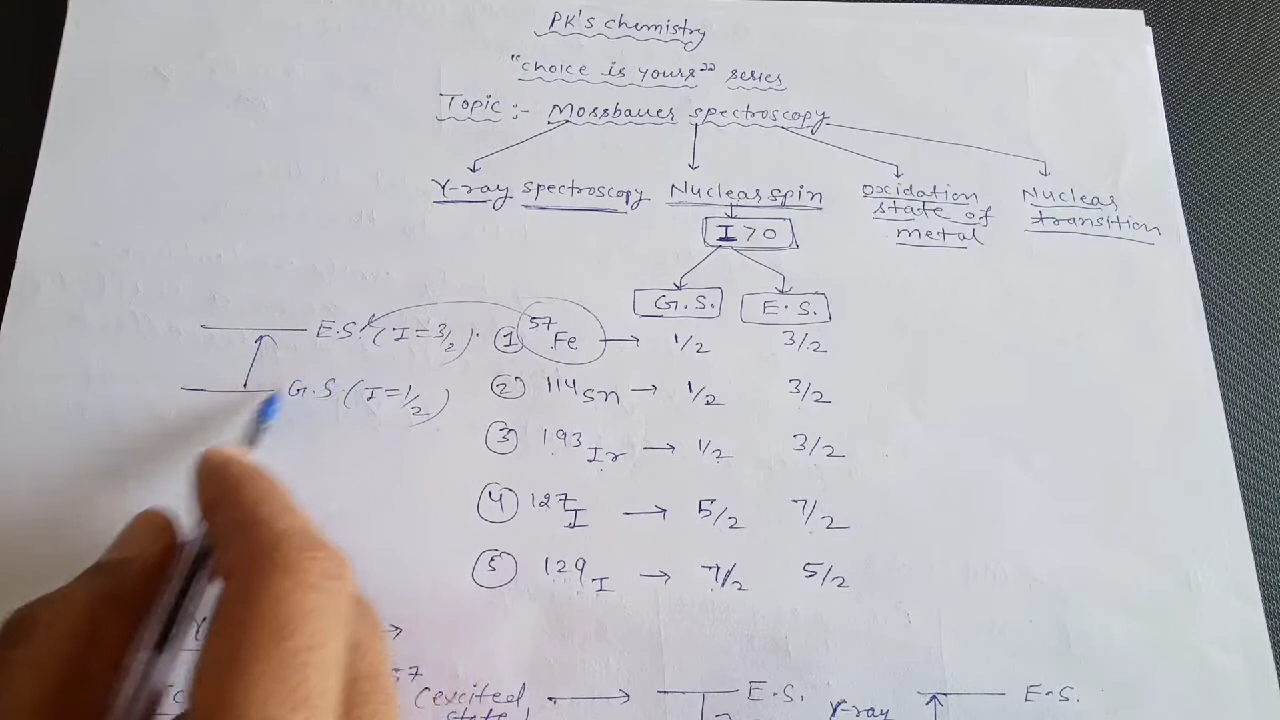 PK's chemistry
"choice is yours" series
Topic :- Mossbauer spectroscopy
γ-ray spectroscopy Nuclear spin oxidation state of metal Nuclear transition
I > 0
G.S. E.S.
E.S. (I = 3/2) ① 57Fe → 1/2 3/2
G.S. (I = 1/2) ② 114Sn → 1/2 3/2
③ 193Ir → 1/2 3/2
④ 127I → 5/2 7/2
⑤ 129I → 7/2 5/2
→
57 (excited → E.S. γ-ray E.S.